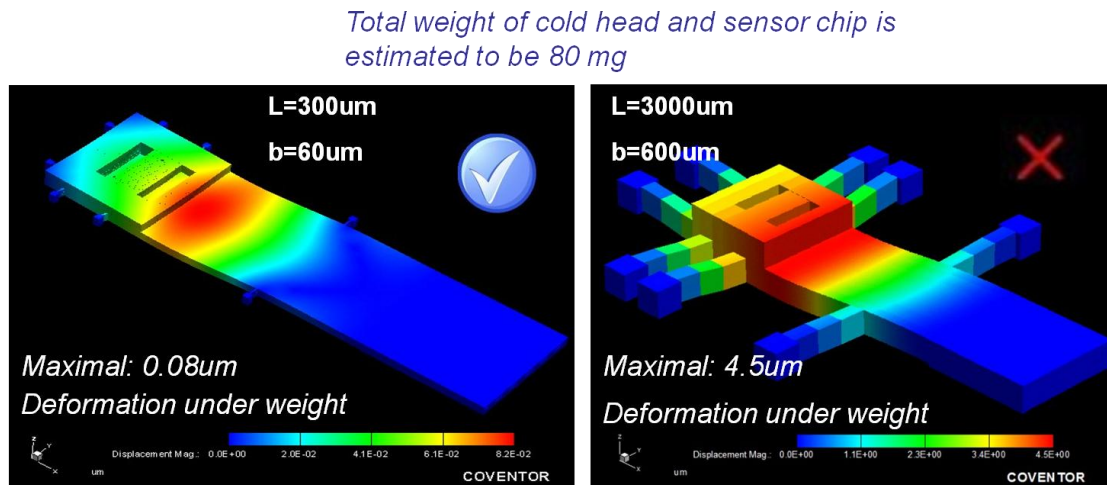 Total weight of cold head and sensor chip is
estimated to be 80 mg
L=300um
b=60um
Maximal: 0.08um
Deformation under weight
Displacement Mag.: 0.0E+00 2.0E-02 4.1E-02 6.1E-02 8.2E-02
um
COVENTOR
Z
Y
X
L=3000um
b=600um
Maximal: 4.5um
Deformation under weight
Displacement Mag.: 0.0E+00 1.1E+00 2.3E+00 3.4E+00 4.5E+00
um
COVENTOR
Z
Y
X